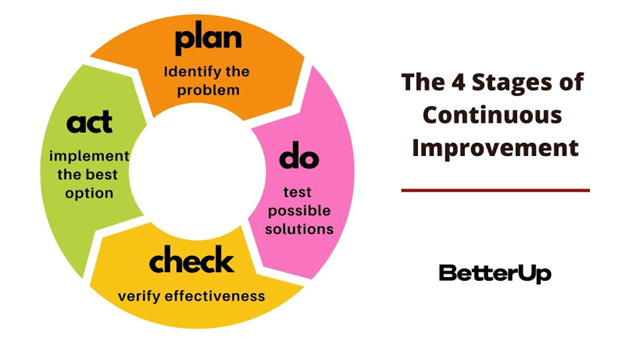 plan
Identify the
problem
do
test
possible
solutions
check
verify effectiveness
act
implement
the best
option
The 4 Stages of
Continuous
Improvement
BetterUp